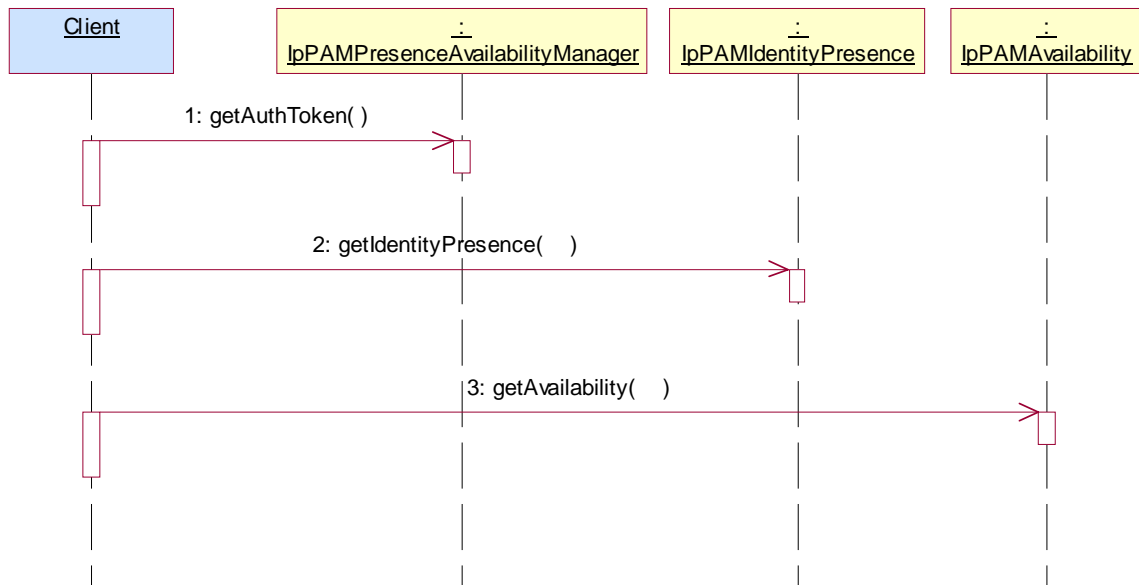 Client
:
IpPAMPresenceAvailabilityManager
:
IpPAMIdentityPresence
:
IpPAMAvailability
1: getAuthToken( )
2: getIdentityPresence( )
3: getAvailability( )